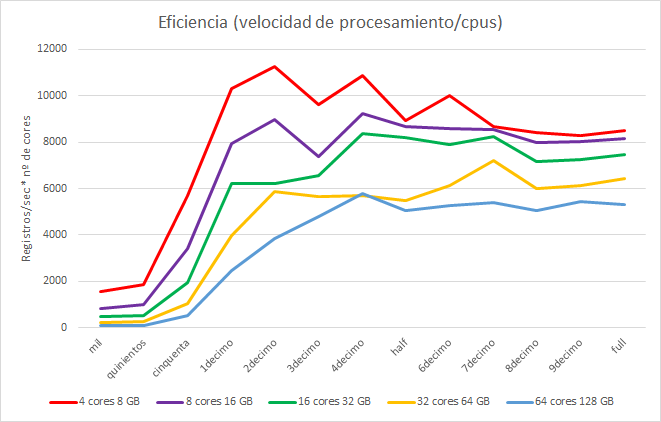 Eficiencia (velocidad de procesamiento/cpus)
12000
10000
8000
6000
4000
2000
0
Registros/sec* nº de cores
mil
quinientos
cinquenta
1decimo
2decimo
3decimo
4decimo
half
6decimo
7decimo
8decimo
9decimo
full
4 cores 8 GB
8 cores 16 GB
16 cores 32 GB
32 cores 64 GB
64 cores 128 GB